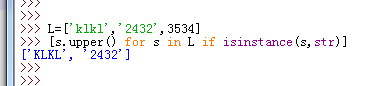 >>>
>>>
>>> L=['klkl','2432',3534]
>>> [s.upper() for s in L if isinstance(s,str)]
['KLKL', '2432']
>>>
>>>